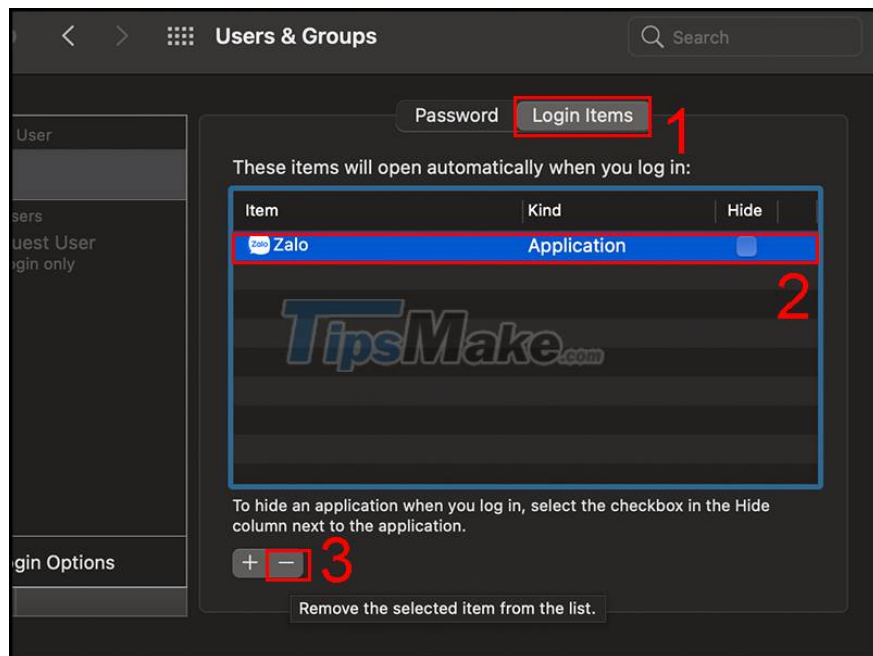 Users & Groups
Search
Password
Login Items
1
User
These items will open automatically when you log in:
Item
Kind
Hide
sers
uest User
ogin only
Zalo
Zalo
Application
2
TipsMake.com
To hide an application when you log in, select the checkbox in the Hide
column next to the application.
gin Options
+
−
3
Remove the selected item from the list.